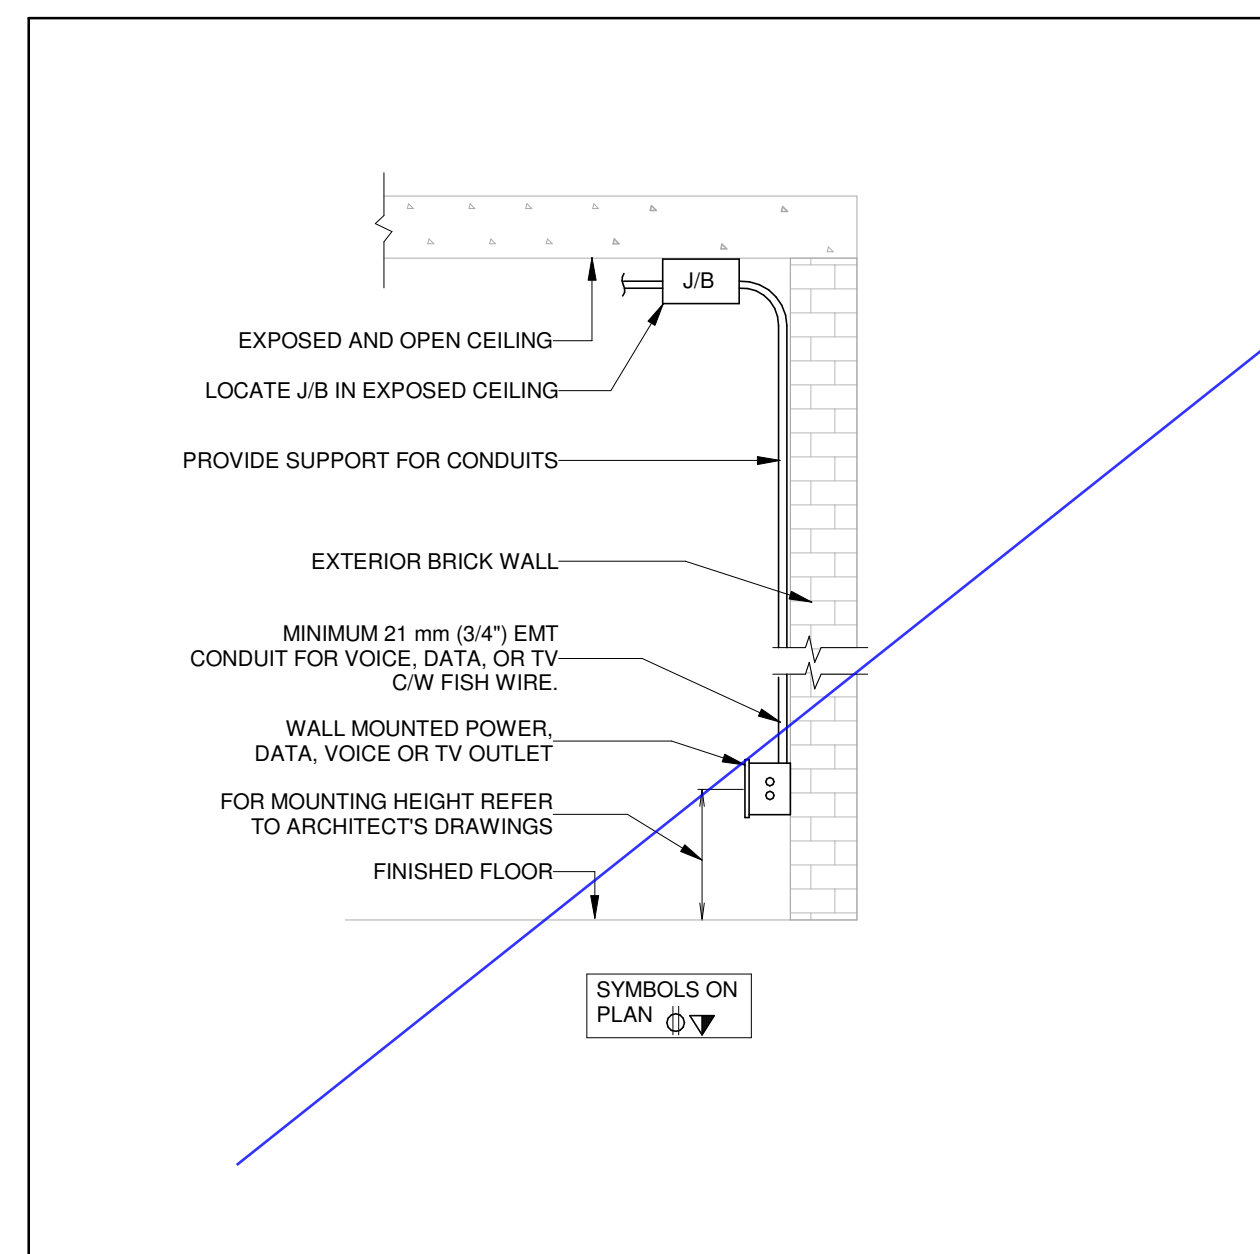 J/B
EXPOSED AND OPEN CEILING
LOCATE J/B IN EXPOSED CEILING
PROVIDE SUPPORT FOR CONDUITS
EXTERIOR BRICK WALL
MINIMUM 21 mm (3/4") EMT
CONDUIT FOR VOICE, DATA, OR TV
C/W FISH WIRE.
WALL MOUNTED POWER,
DATA, VOICE OR TV OUTLET
FOR MOUNTING HEIGHT REFER
TO ARCHITECT'S DRAWINGS
FINISHED FLOOR
SYMBOLS ON
PLAN